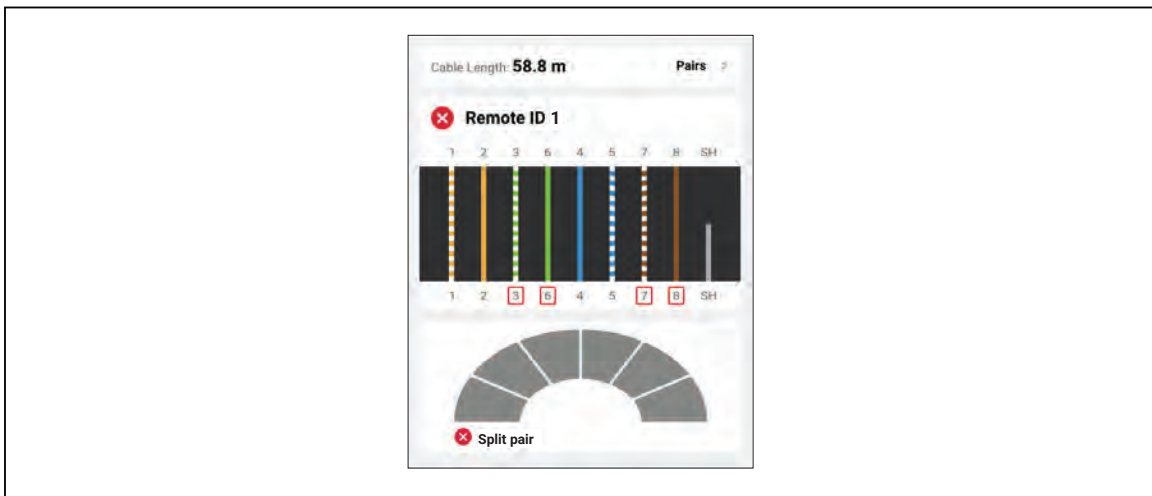 Cable Length: 58.8 m Pairs
Remote ID 1
1 2 3 6 4 5 7 8 SH
1 2 3 6 4 5 7 8 SH
Split pair